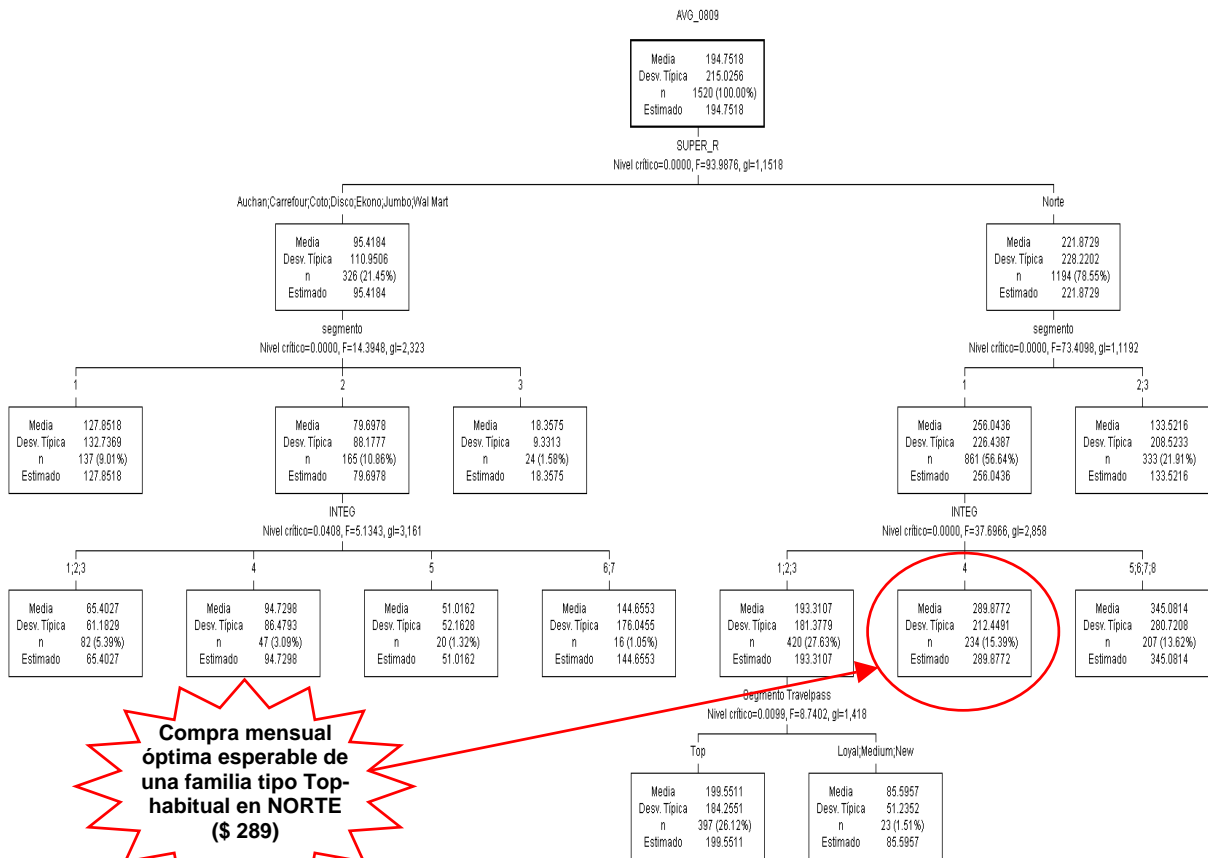 AVG_0809
Media 194.7518
Desv. Típica 215.0256
n 1520 (100.00%)
Estimado 194.7518
SUPER_R
Nivel crítico=0.0000, F=93.9876, gl=1,1518
Auchan;Carrefour;Coto;Disco;Ekono;Jumbo;Wal Mart
Media 95.4184
Desv. Típica 110.9506
n 326 (21.45%)
Estimado 95.4184
Norte
Media 221.8729
Desv. Típica 228.2202
n 1194 (78.55%)
Estimado 221.8729
segmento
Nivel crítico=0.0000, F=14.3948, gl=2,323
segmento
Nivel crítico=0.0000, F=73.4098, gl=1,1192
1
Media 127.8518
Desv. Típica 132.7369
n 137 (9.01%)
Estimado 127.8518
2
Media 79.6978
Desv. Típica 88.1777
n 165 (10.86%)
Estimado 79.6978
3
Media 18.3575
Desv. Típica 9.3313
n 24 (1.58%)
Estimado 18.3575
1
Media 256.0436
Desv. Típica 226.4387
n 861 (56.64%)
Estimado 256.0436
2;3
Media 133.5216
Desv. Típica 208.5233
n 333 (21.91%)
Estimado 133.5216
INTEG
Nivel crítico=0.0408, F=5.1343, gl=3,161
INTEG
Nivel crítico=0.0000, F=37.6966, gl=2,858
1;2;3
Media 65.4027
Desv. Típica 61.1829
n 82 (5.39%)
Estimado 65.4027
4
Media 94.7298
Desv. Típica 86.4793
n 47 (3.09%)
Estimado 94.7298
5
Media 51.0162
Desv. Típica 52.1628
n 20 (1.32%)
Estimado 51.0162
6;7
Media 144.6553
Desv. Típica 176.0455
n 16 (1.05%)
Estimado 144.6553
1;2;3
Media 193.3107
Desv. Típica 181.3779
n 420 (27.63%)
Estimado 193.3107
4
Media 289.8772
Desv. Típica 212.4491
n 234 (15.39%)
Estimado 289.8772
5;6;7;8
Media 345.0814
Desv. Típica 280.7208
n 207 (13.62%)
Estimado 345.0814
Segmento Travelpass
Nivel crítico=0.0099, F=8.7402, gl=1,418
Top
Media 199.5511
Desv. Típica 184.2551
n 397 (26.12%)
Estimado 199.5511
Loyal;Medium;New
Media 85.5957
Desv. Típica 51.2352
n 23 (1.51%)
Estimado 85.5957
Compra mensual
óptima esperable de
una familia tipo Top-
habitual en NORTE
($ 289)